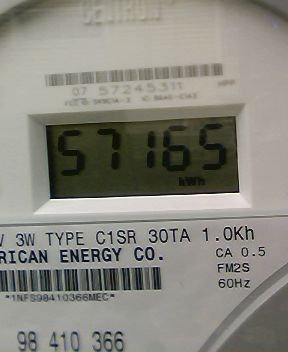 CENTRON
07 57245311
57165
kWh
3W TYPE C1SR 30TA 1.0Kh
RICAN ENERGY CO.
CA 0.5
FM2S
60Hz
*1NFS98410366MEC*
98 410 366